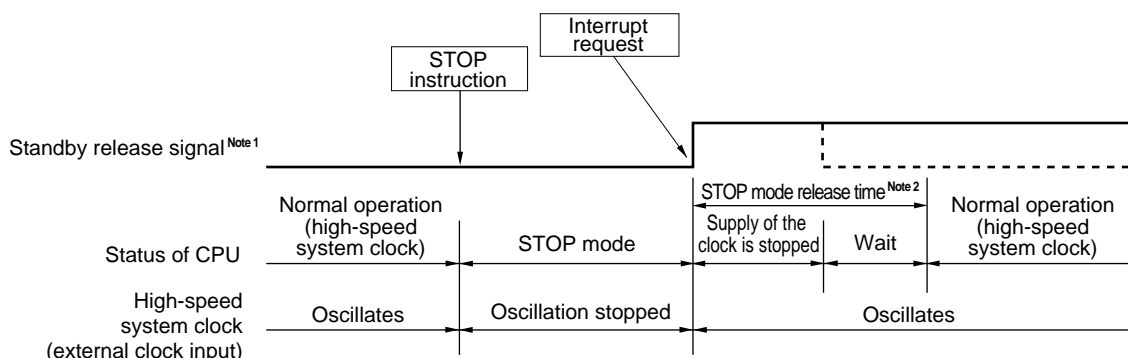 Interrupt
request
STOP
instruction
Standby release signal Note 1
STOP mode release time Note 2
Status of CPU
Normal operation
(high-speed
system clock)
STOP mode
Supply of the
clock is stopped
Wait
Normal operation
(high-speed
system clock)
High-speed
system clock
(external clock input)
Oscillates
Oscillation stopped
Oscillates